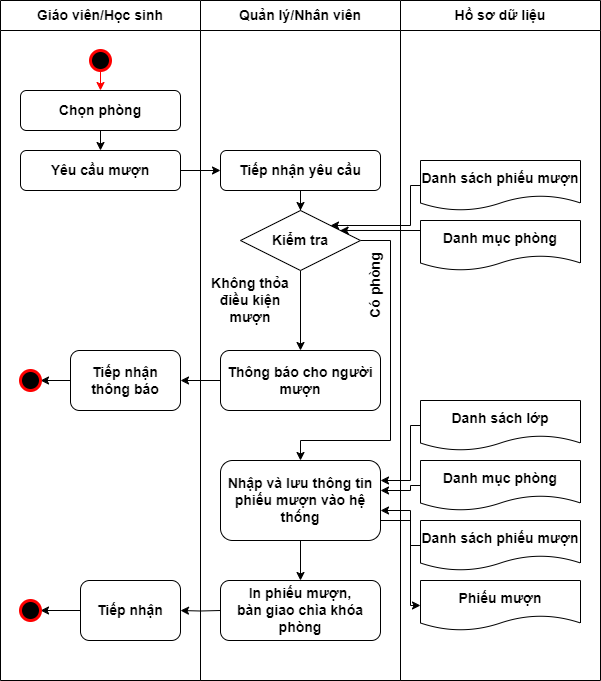 Giáo viên/Học sinh
Quản lý/Nhân viên
Hồ sơ dữ liệu
Chọn phòng
Yêu cầu mượn
Tiếp nhận yêu cầu
Danh sách phiếu mượn
Kiểm tra
Danh mục phòng
Không thỏa
điều kiện
mượn
Có phòng
Tiếp nhận
thông báo
Thông báo cho người
mượn
Danh sách lớp
Nhập và lưu thông tin
phiếu mượn vào hệ
thống
Danh mục phòng
Danh sách phiếu mượn
Tiếp nhận
In phiếu mượn,
bàn giao chìa khóa
phòng
Phiếu mượn